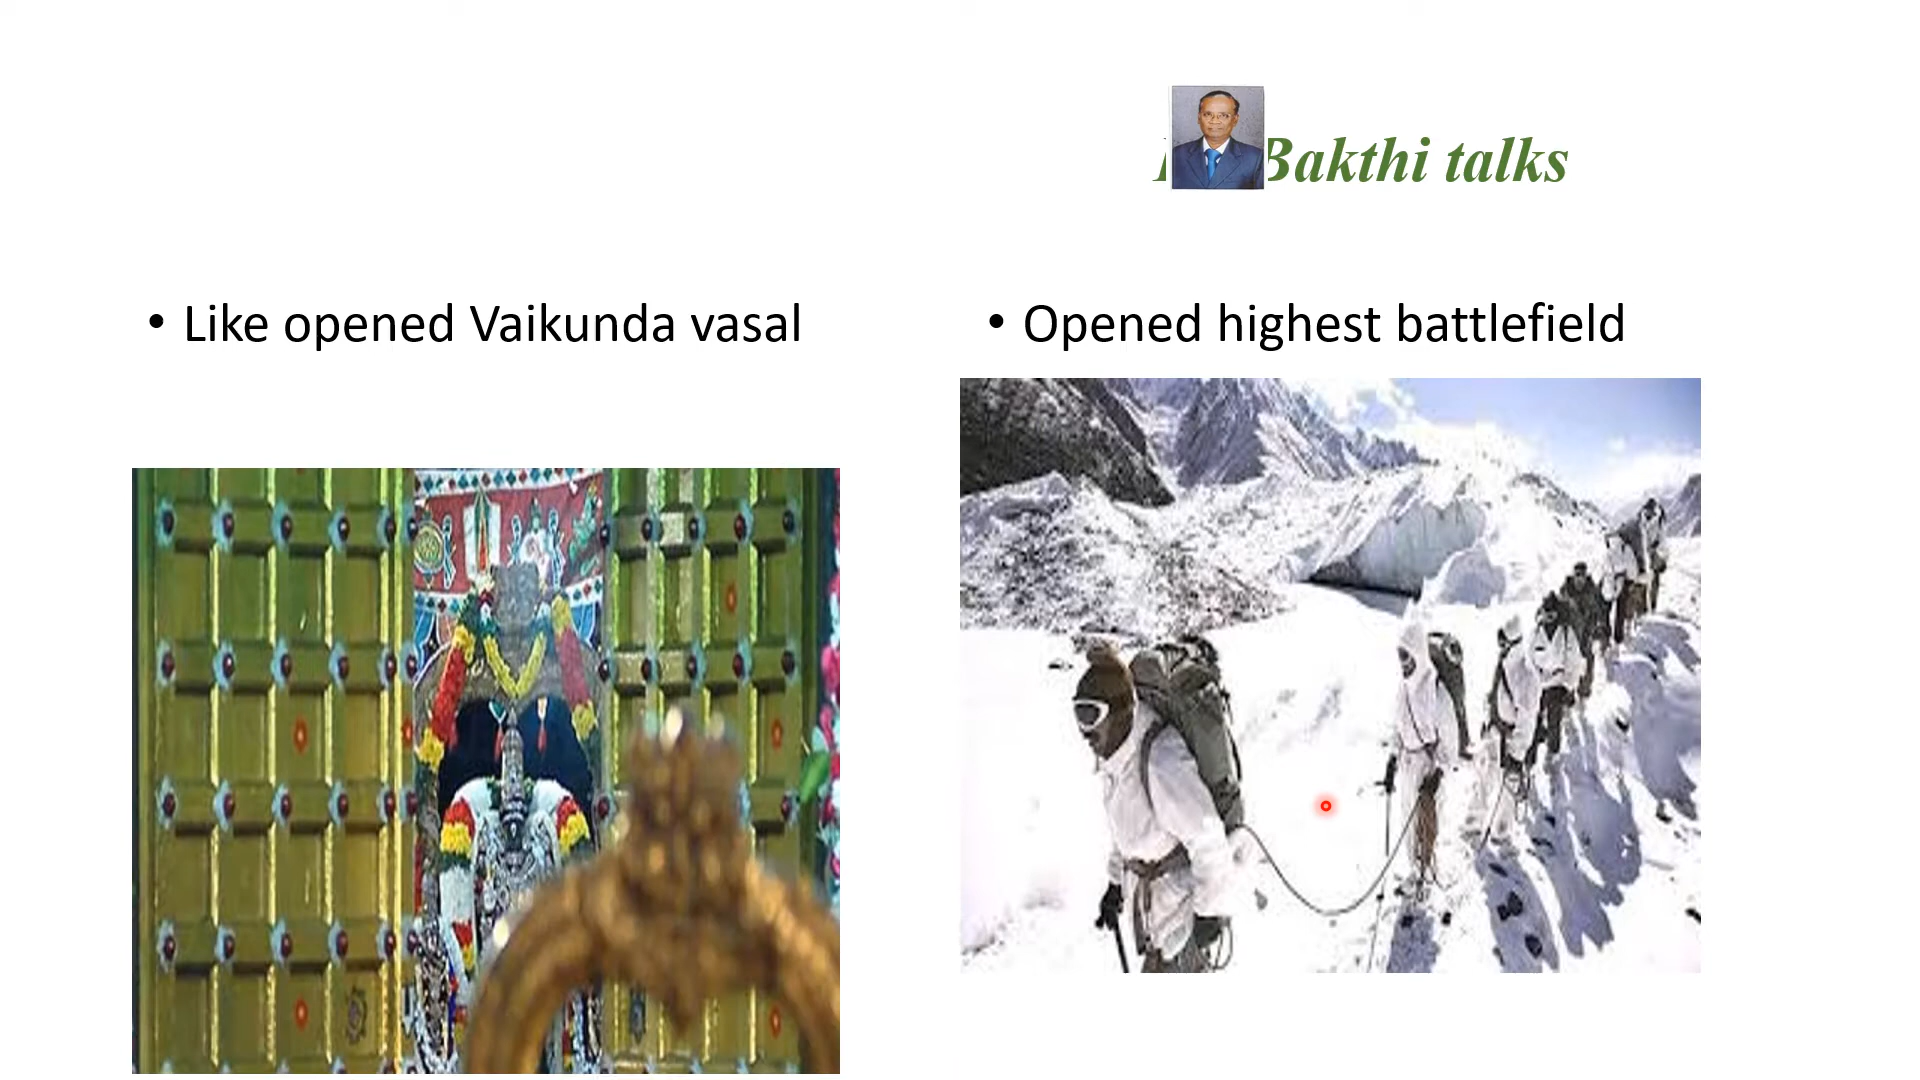 Bakthi talks
• Like opened Vaikunda vasal
• Opened highest battlefield